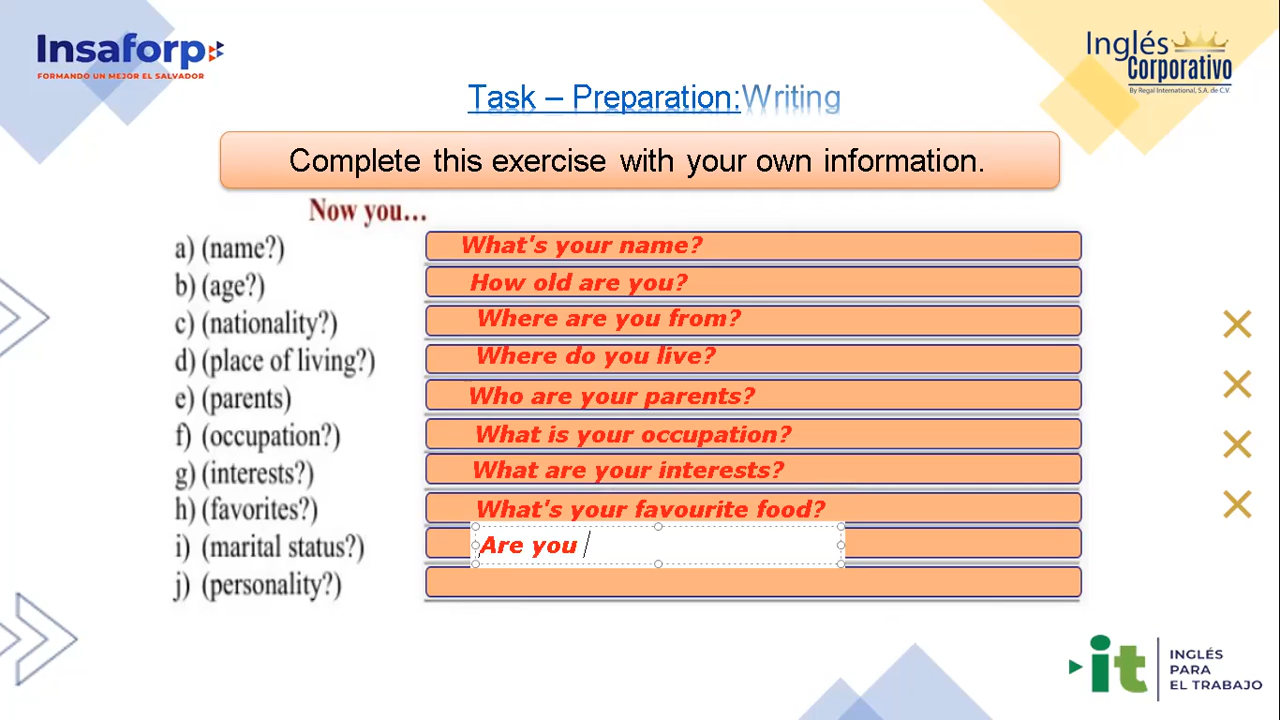 Insaforp
FORMANDO UN MEJOR EL SALVADOR
Inglés
Corporativo
By Regal International, S.A. de C.V.
Task – Preparation:Writing
Complete this exercise with your own information.
Now you...
a) (name?) What's your name?
b) (age?) How old are you?
c) (nationality?) Where are you from?
d) (place of living?) Where do you live?
e) (parents) Who are your parents?
f) (occupation?) What is your occupation?
g) (interests?) What are your interests?
h) (favorites?) What's your favourite food?
i) (marital status?) Are you
j) (personality?)
it INGLÉS
PARA
EL TRABAJO